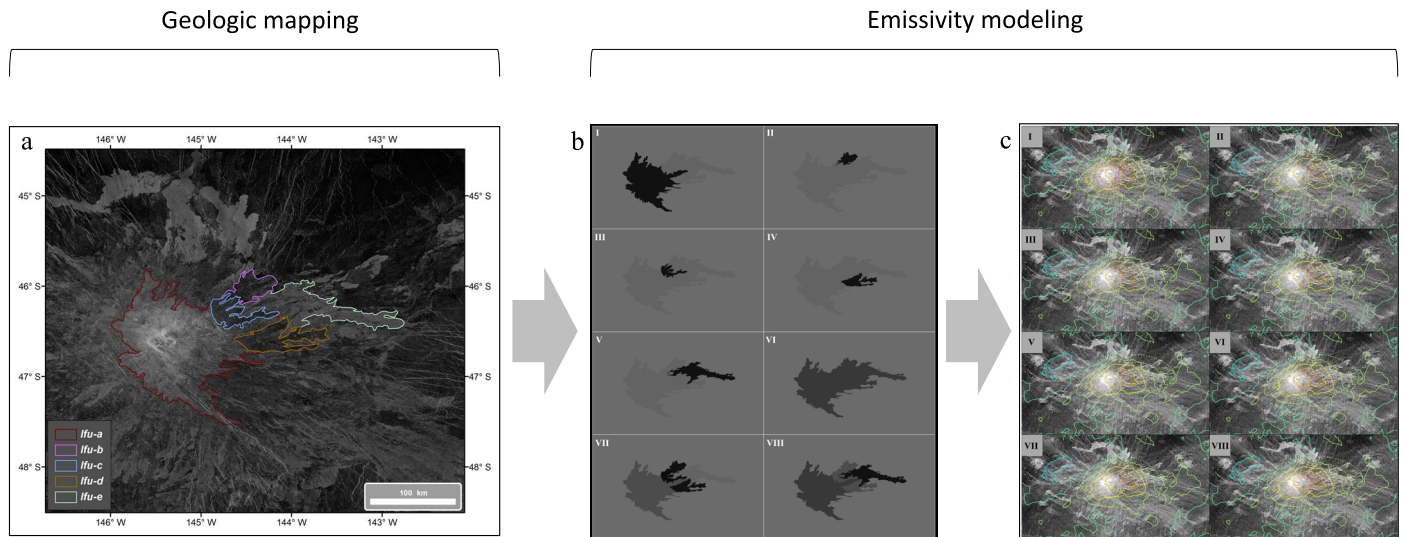 Geologic mapping
Emissivity modeling
a
146° W 145° W 144° W 143° W
45° S 45° S
46° S 46° S
47° S 47° S
48° S 48° S
lfu-a
lfu-b
lfu-c
lfu-d
lfu-e
100 km
146° W 145° W 144° W 143° W
b
I II
III IV
V VI
VII VIII
c
I II
III IV
V VI
VII VIII